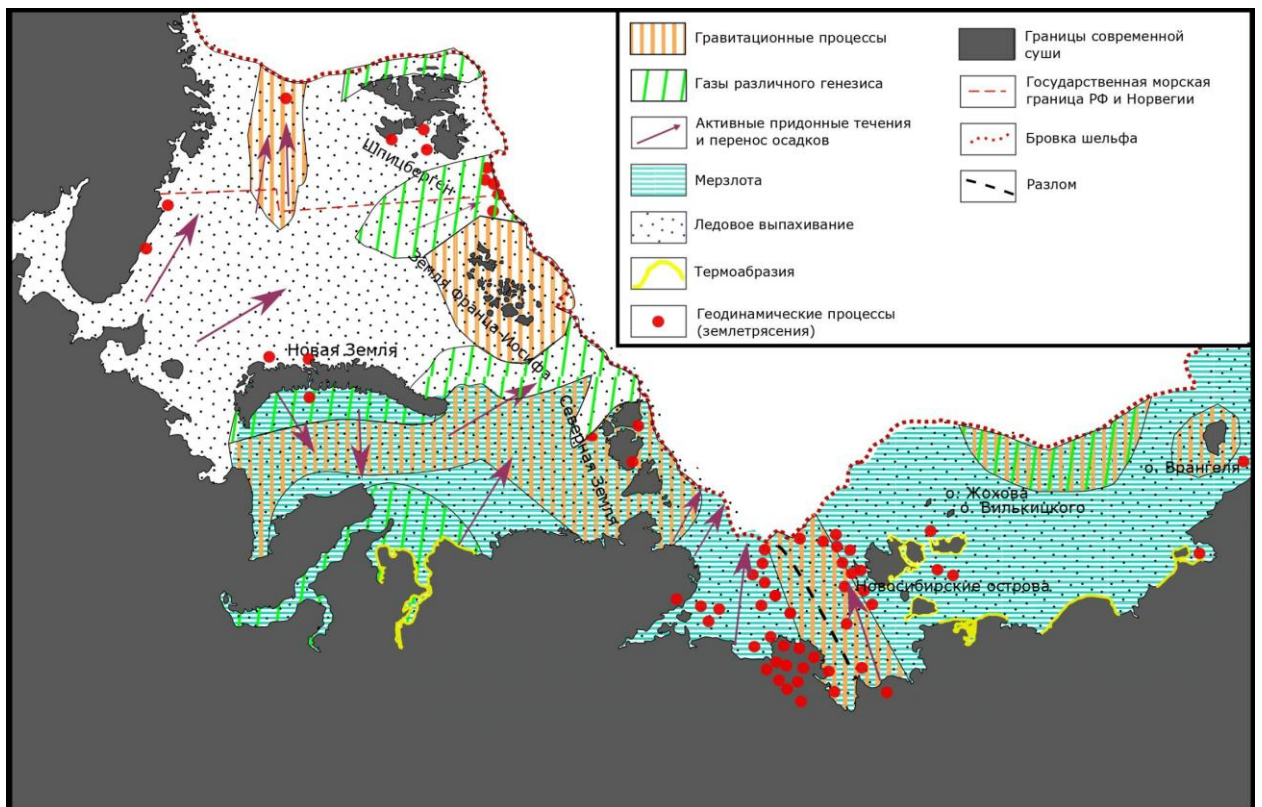 Гравитационные процессы
Газы различного генезиса
Активные придонные течения
и перенос осадков
Мерзлота
Ледовое выпахивание
Термоабразия
Геодинамические процессы
(землетрясения)
Границы современной
суши
Государственная морская
граница РФ и Норвегии
Бровка шельфа
Разлом
Шпицберген
Земля Франца-Иосифа
Новая Земля
Северная Земля
о. Врангеля
о. Жохова
о. Вилькицкого
Новосибирские острова